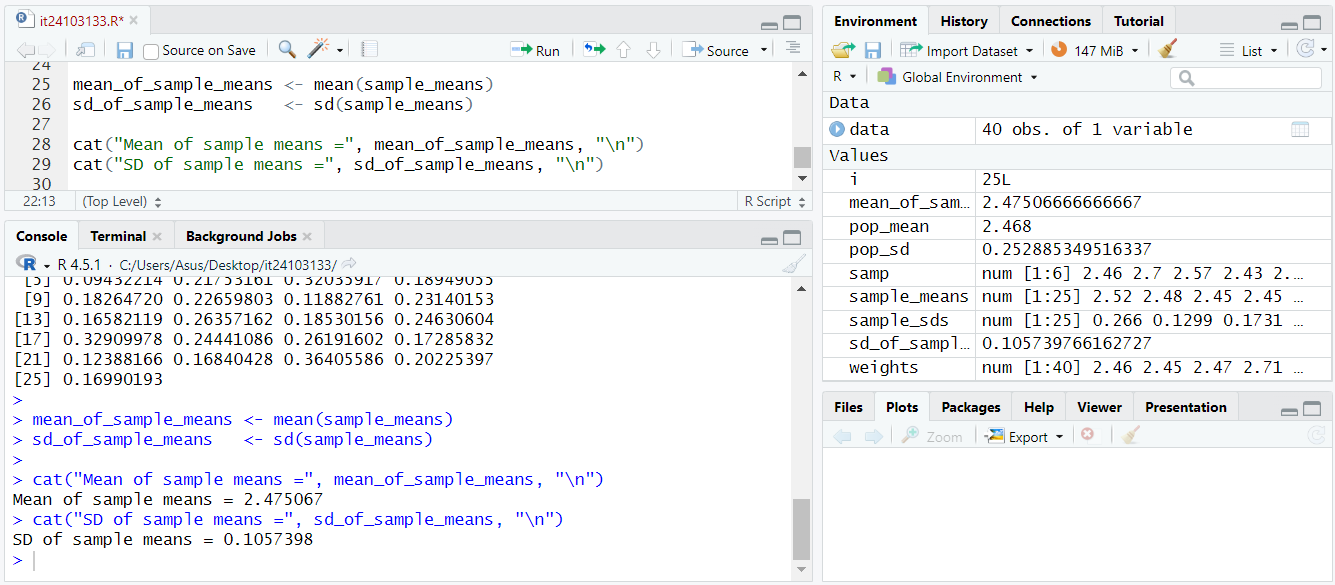 it24103133.R*
Source on Save
Run
Source
24
25 mean_of_sample_means <- mean(sample_means)
26 sd_of_sample_means   <- sd(sample_means)
27
28 cat("Mean of sample means =", mean_of_sample_means, "\n")
29 cat("SD of sample means =", sd_of_sample_means, "\n")
30
22:13 (Top Level) R Script
Console Terminal Background Jobs
R 4.5.1 · C:/Users/Asus/Desktop/it24103133/
[5] 0.09432214 0.21753161 0.32035917 0.18949055
[9] 0.18264720 0.22659803 0.11882761 0.23140153
[13] 0.16582119 0.26357162 0.18530156 0.24630604
[17] 0.32909978 0.24441086 0.26191602 0.17285832
[21] 0.12388166 0.16840428 0.36405586 0.20225397
[25] 0.16990193
>
> mean_of_sample_means <- mean(sample_means)
> sd_of_sample_means   <- sd(sample_means)
>
> cat("Mean of sample means =", mean_of_sample_means, "\n")
Mean of sample means = 2.475067
> cat("SD of sample means =", sd_of_sample_means, "\n")
SD of sample means = 0.1057398
>
Environment History Connections Tutorial
Import Dataset 147 MiB List
R Global Environment
Data
data 40 obs. of 1 variable
Values
i 25L
mean_of_sam… 2.47506666666667
pop_mean 2.468
pop_sd 0.252885349516337
samp num [1:6] 2.46 2.7 2.57 2.43 2.…
sample_means num [1:25] 2.52 2.48 2.45 2.45 …
sample_sds num [1:25] 0.266 0.1299 0.1731 …
sd_of_sampl… 0.105739766162727
weights num [1:40] 2.46 2.45 2.47 2.71 …
Files Plots Packages Help Viewer Presentation
Zoom Export